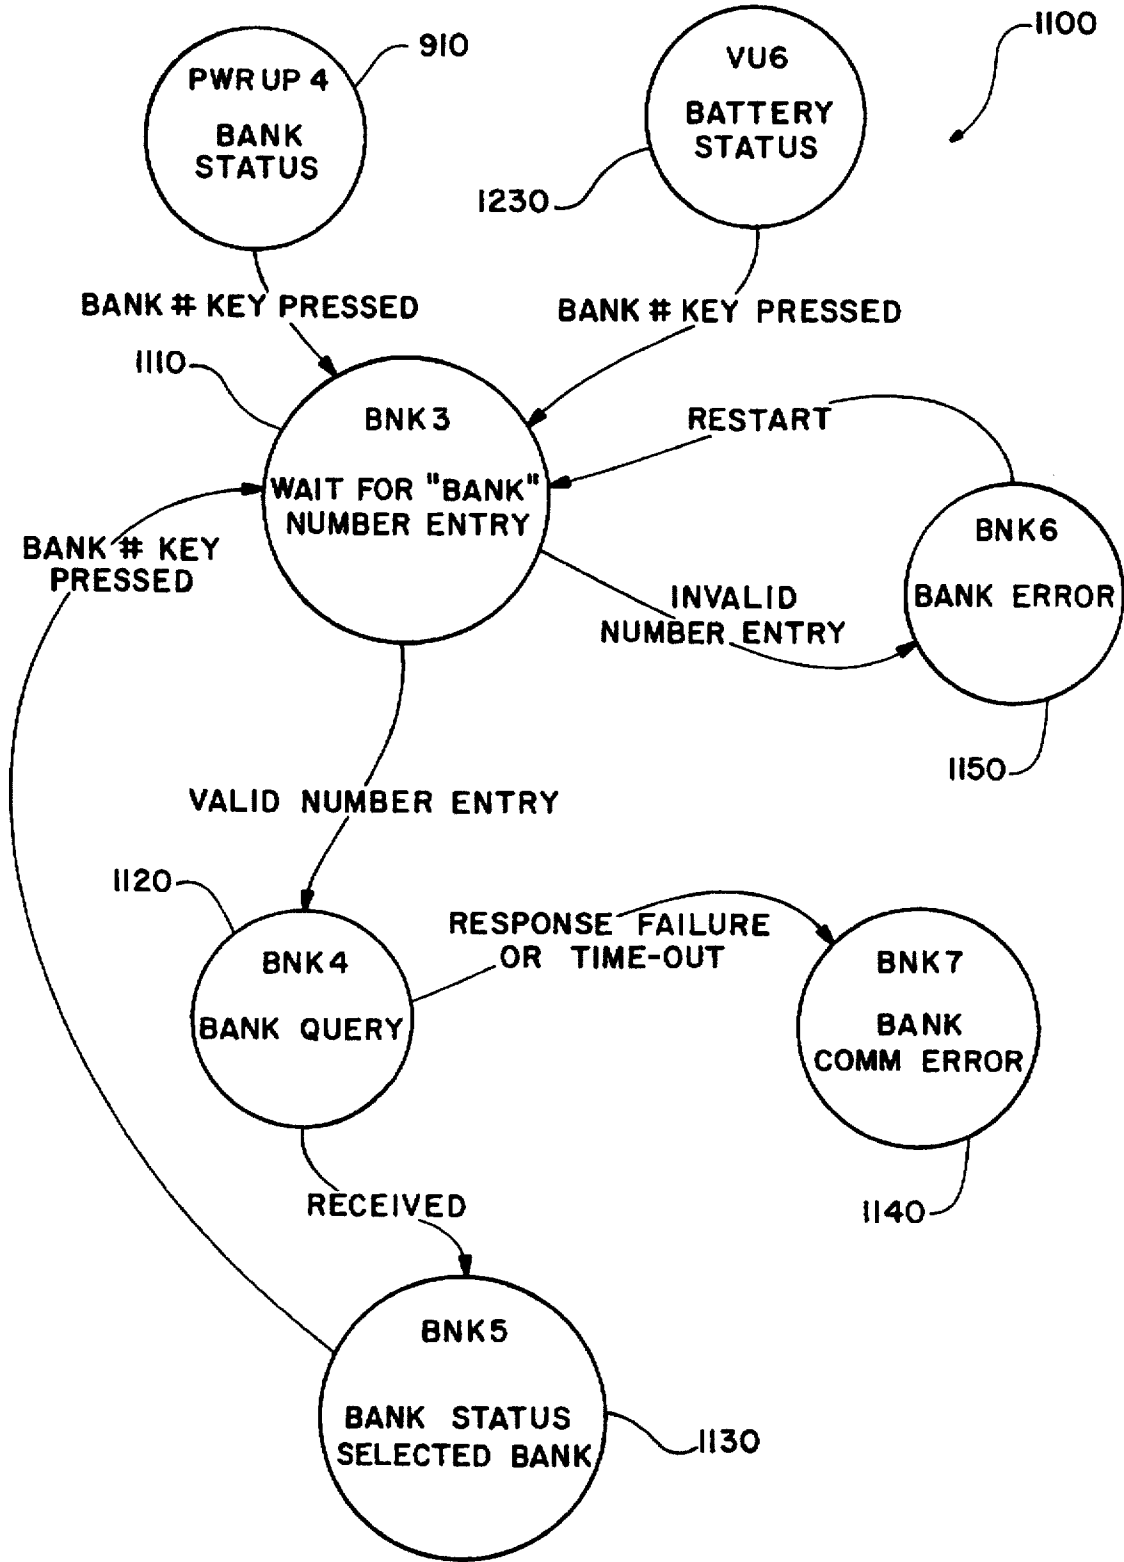 1100
910
PWR UP 4
BANK
STATUS
VU6
BATTERY
STATUS
1230
BANK # KEY PRESSED
BANK # KEY PRESSED
1110
BNK3
WAIT FOR "BANK"
NUMBER ENTRY
RESTART
BNK6
BANK ERROR
BANK # KEY
PRESSED
INVALID
NUMBER ENTRY
1150
VALID NUMBER ENTRY
1120
BNK4
BANK QUERY
RESPONSE FAILURE
OR TIME-OUT
BNK7
BANK
COMM ERROR
1140
RECEIVED
BNK5
BANK STATUS
SELECTED BANK
1130